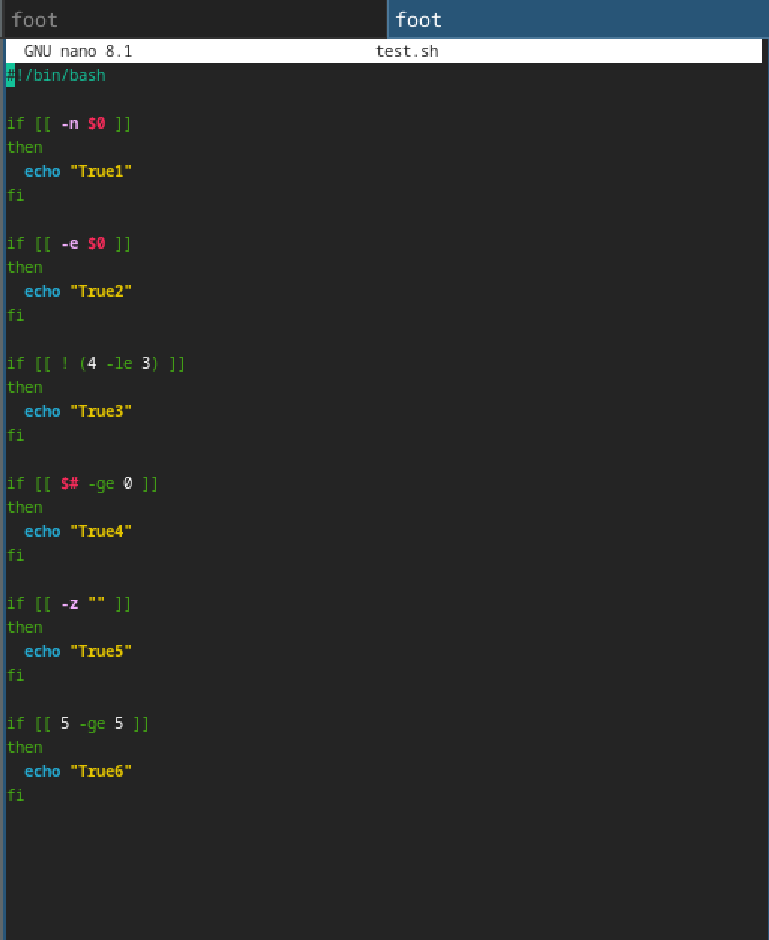 foot foot
GNU nano 8.1 test.sh
#!/bin/bash
if [[ -n $0 ]]
then
echo "True1"
fi
if [[ -e $0 ]]
then
echo "True2"
fi
if [[ ! (4 -le 3) ]]
then
echo "True3"
fi
if [[ $# -ge 0 ]]
then
echo "True4"
fi
if [[ -z "" ]]
then
echo "True5"
fi
if [[ 5 -ge 5 ]]
then
echo "True6"
fi